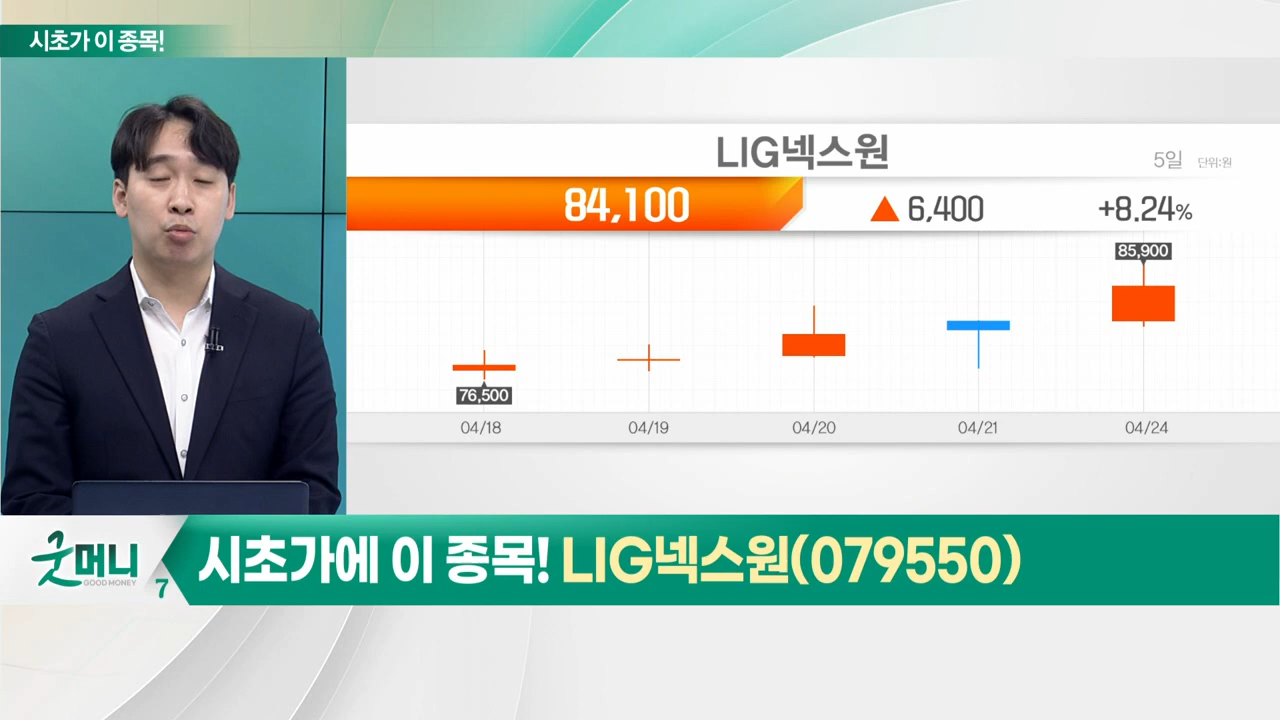 시초가 이 종목!
LIG넥스원
5일 단위:원
84,100 ▲ 6,400 +8.24%
85,900
76,500
04/18 04/19 04/20 04/21 04/24
굿머니
GOOD MONEY
7
시초가에 이 종목! LIG넥스원(079550)